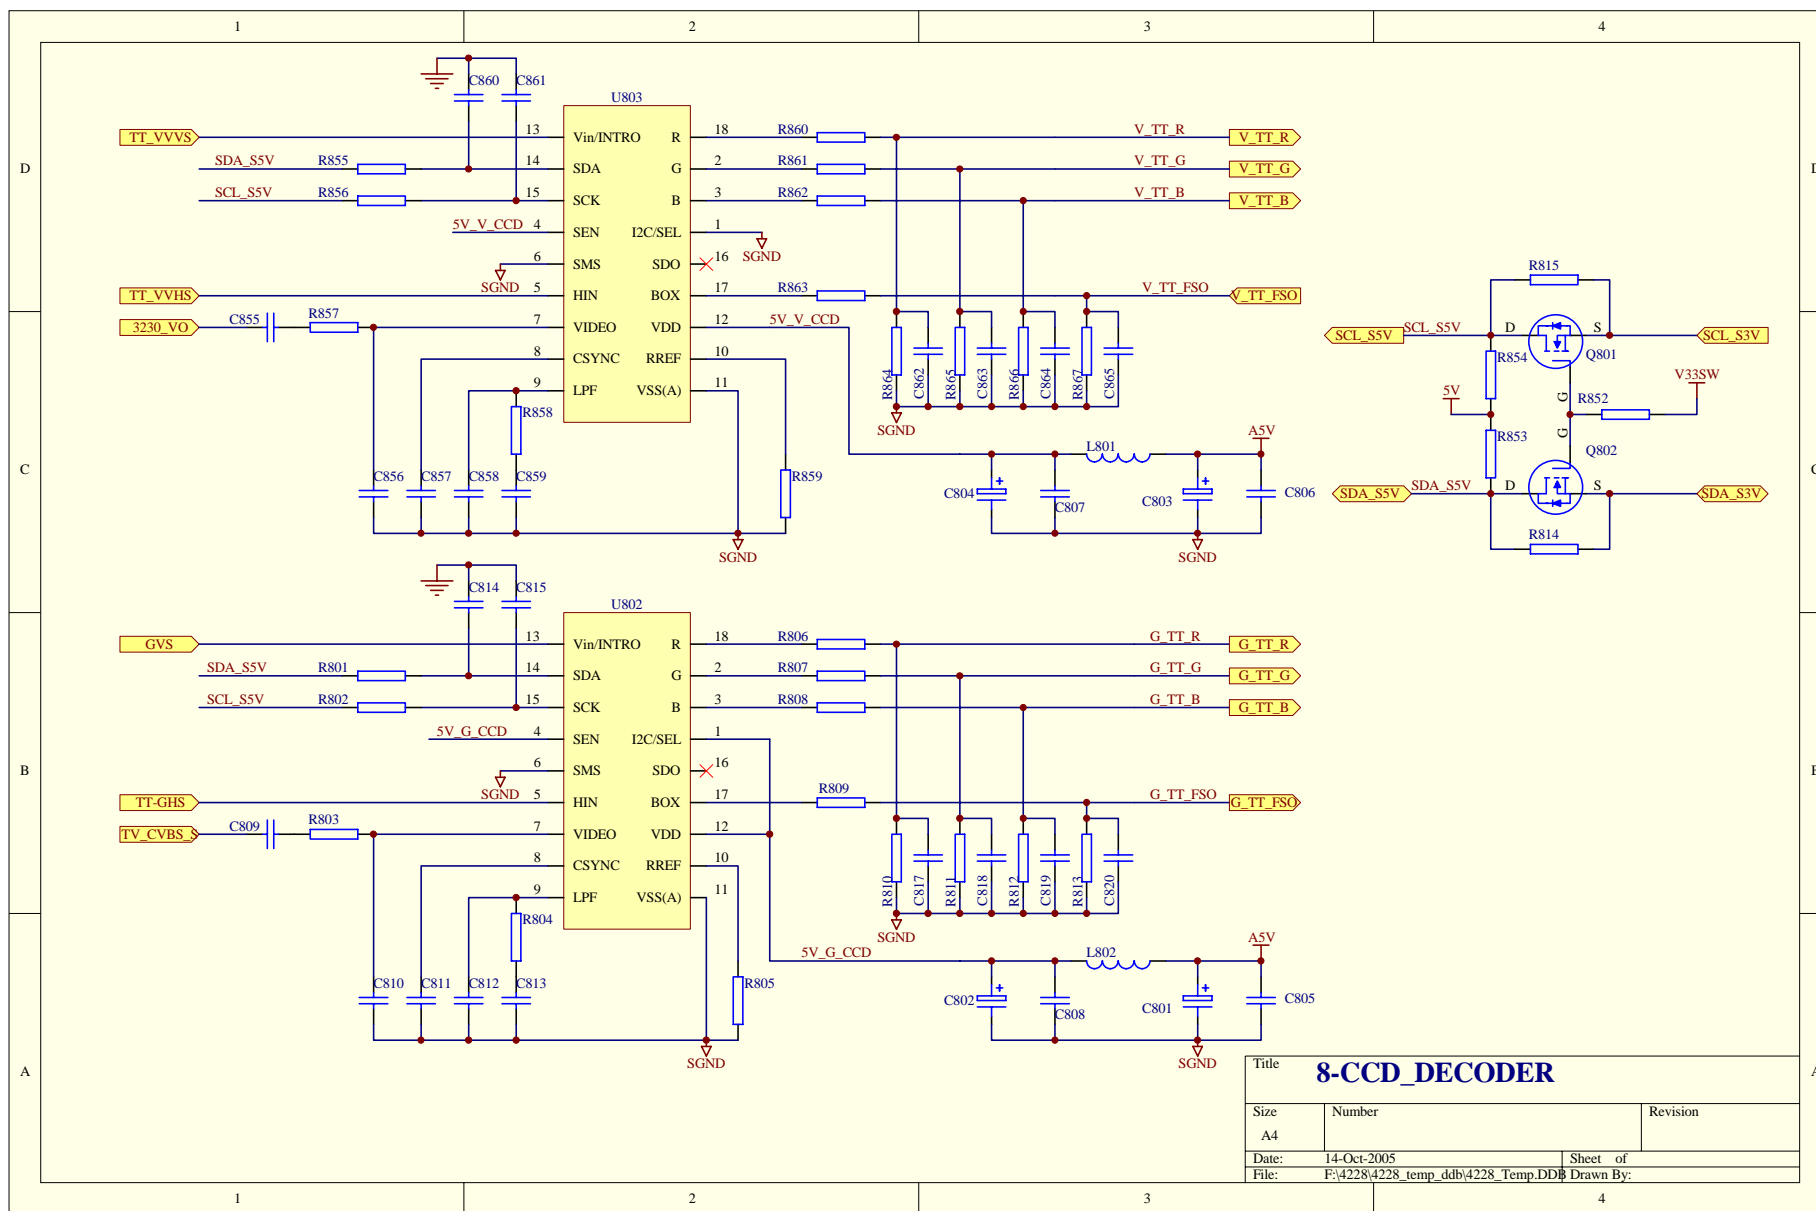 1 2 3 4
D
C
B
A
C860 C861
U803
TT_VVVS 13 Vin/INTRO R 18 R860 V_TT_R V_TT_R
SDA_S5V R855 14 SDA G 2 R861 V_TT_G V_TT_G
SCL_S5V R856 15 SCK B 3 R862 V_TT_B V_TT_B
5V_V_CCD 4 SEN I2C/SEL 1 SGND
SGND 6 SMS SDO 16
TT_VVHS 5 HIN BOX 17 R863 V_TT_FSO V_TT_FSO
3230_VO C855 R857 7 VIDEO VDD 12 5V_V_CCD
8 CSYNC RREF 10
9 LPF VSS(A) 11
R858
R864 C862 R865 C863 R866 C864 R867 C865
SGND
C856 C857 C858 C859 R859
SGND
L801 A5V
C804 + C807 C803 + C806
SGND
R815
SCL_S5V SCL_S5V D S SCL_S3V
Q801
R854
5V
G R852 V33SW
R853 G
Q802
SDA_S5V SDA_S5V D S SDA_S3V
R814
C814 C815
U802
GVS 13 Vin/INTRO R 18 R806 G_TT_R G_TT_R
SDA_S5V R801 14 SDA G 2 R807 G_TT_G G_TT_G
SCL_S5V R802 15 SCK B 3 R808 G_TT_B G_TT_B
5V_G_CCD 4 SEN I2C/SEL 1
SGND 6 SMS SDO 16
TT-GHS 5 HIN BOX 17 R809 G_TT_FSO G_TT_FSO
TV_CVBS_S C809 R803 7 VIDEO VDD 12
8 CSYNC RREF 10
9 LPF VSS(A) 11
R804
R810 C817 R811 C818 R812 C819 R813 C820
SGND
C810 C811 C812 C813 R805
SGND
5V_G_CCD L802 A5V
C802 + C808 C801 + C805
SGND
Title 8-CCD_DECODER
Size Number Revision
A4
Date: 14-Oct-2005 Sheet of
File: F:\4228\4228_temp_ddb\4228_Temp.DDB Drawn By:
1 2 3 4